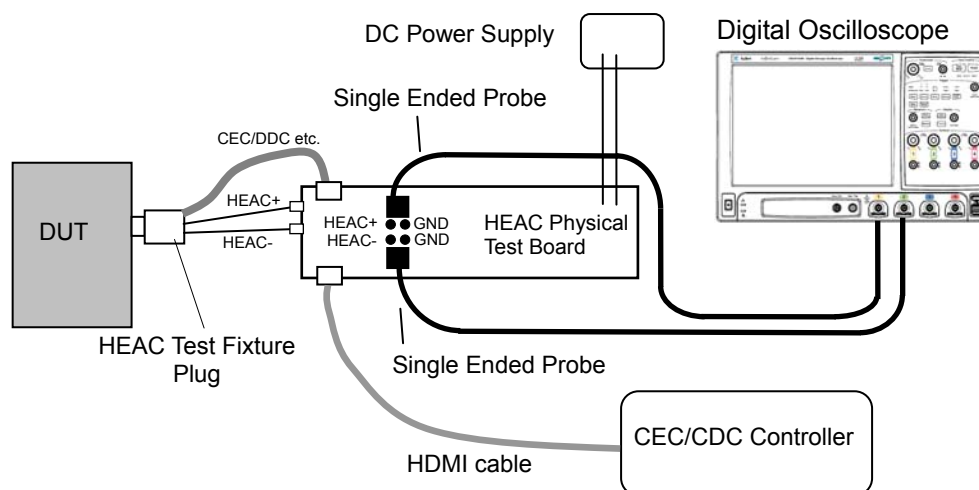 DC Power Supply
Digital Oscilloscope
Single Ended Probe
CEC/DDC etc.
HEAC+
HEAC-
DUT
HEAC+ GND
HEAC- GND
HEAC Physical
Test Board
HEAC Test Fixture
Plug
Single Ended Probe
CEC/CDC Controller
HDMI cable